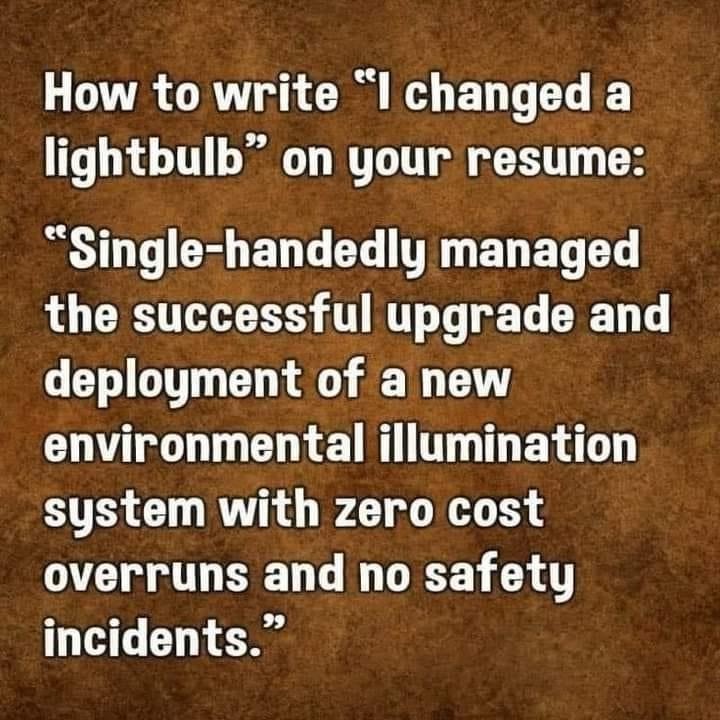 How to write “I changed a
lightbulb” on your resume:
“Single-handedly managed
the successful upgrade and
deployment of a new
environmental illumination
system with zero cost
overruns and no safety
incidents.”